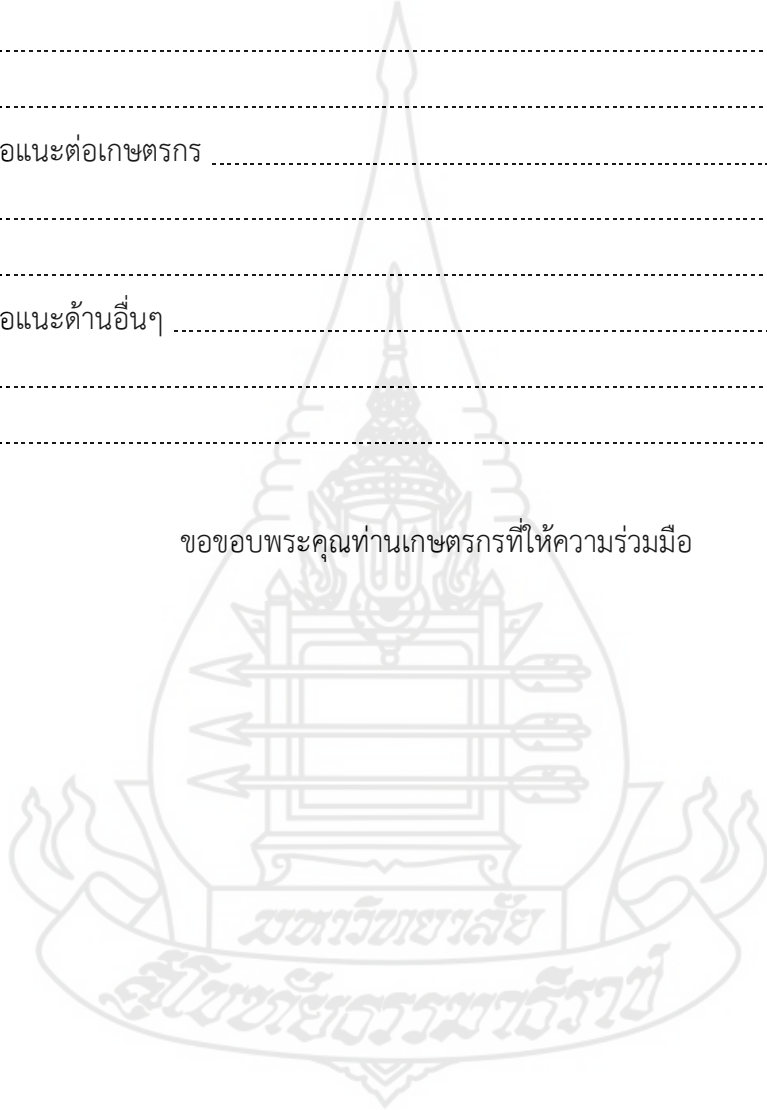 อแนะต่อเกษตรกร
อแนะด้านอื่นๆ
ขอขอบพระคุณท่านเกษตรกรที่ให้ความร่วมมือ
มหาวิทยาลัย
สุโขทัยธรรมาธิราช